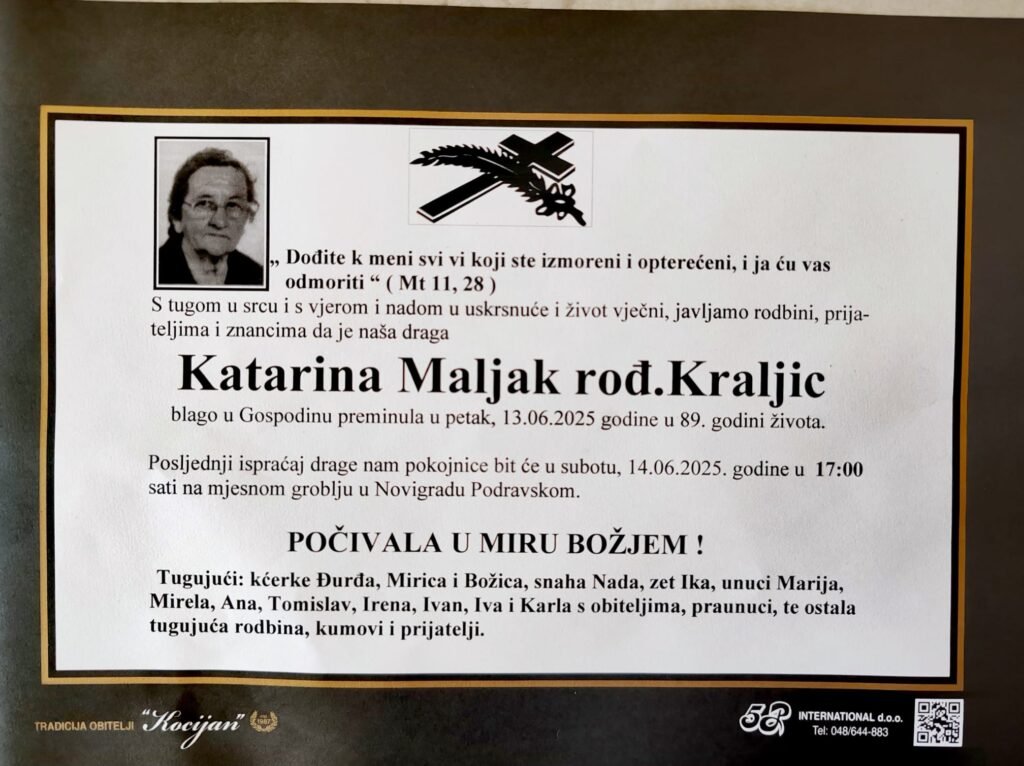 „ Dođite k meni svi vi koji ste izmoreni i opterećeni, i ja ću vas
odmoriti “ ( Mt 11, 28 )
S tugom u srcu i s vjerom i nadom u uskrsnuće i život vječni, javljamo rodbini, prija-
teljima i znancima da je naša draga
Katarina Maljak rođ.Kraljic
blago u Gospodinu preminula u petak, 13.06.2025 godine u 89. godini života.
Posljednji ispraćaj drage nam pokojnice bit će u subotu, 14.06.2025. godine u 17:00
sati na mjesnom groblju u Novigradu Podravskom.
POČIVALA U MIRU BOŽJEM !
Tugujući: kćerke Đurđa, Mirica i Božica, snaha Nada, zet Ika, unuci Marija,
Mirela, Ana, Tomislav, Irena, Ivan, Iva i Karla s obiteljima, praunuci, te ostala
tugujuća rodbina, kumovi i prijatelji.
TRADICIJA OBITELJI "Kocijan" 1987
INTERNATIONAL d.o.o.
Tel: 048/644-883